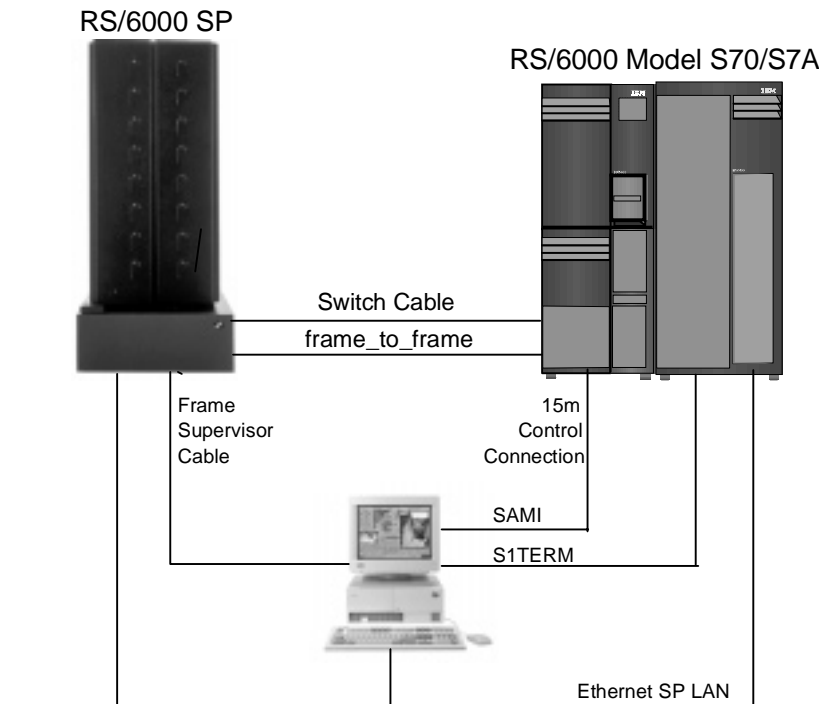 RS/6000 SP
RS/6000 Model S70/S7A
IBM
Switch Cable
frame_to_frame
Frame
Supervisor
Cable
15m
Control
Connection
SAMI
S1TERM
Ethernet SP LAN